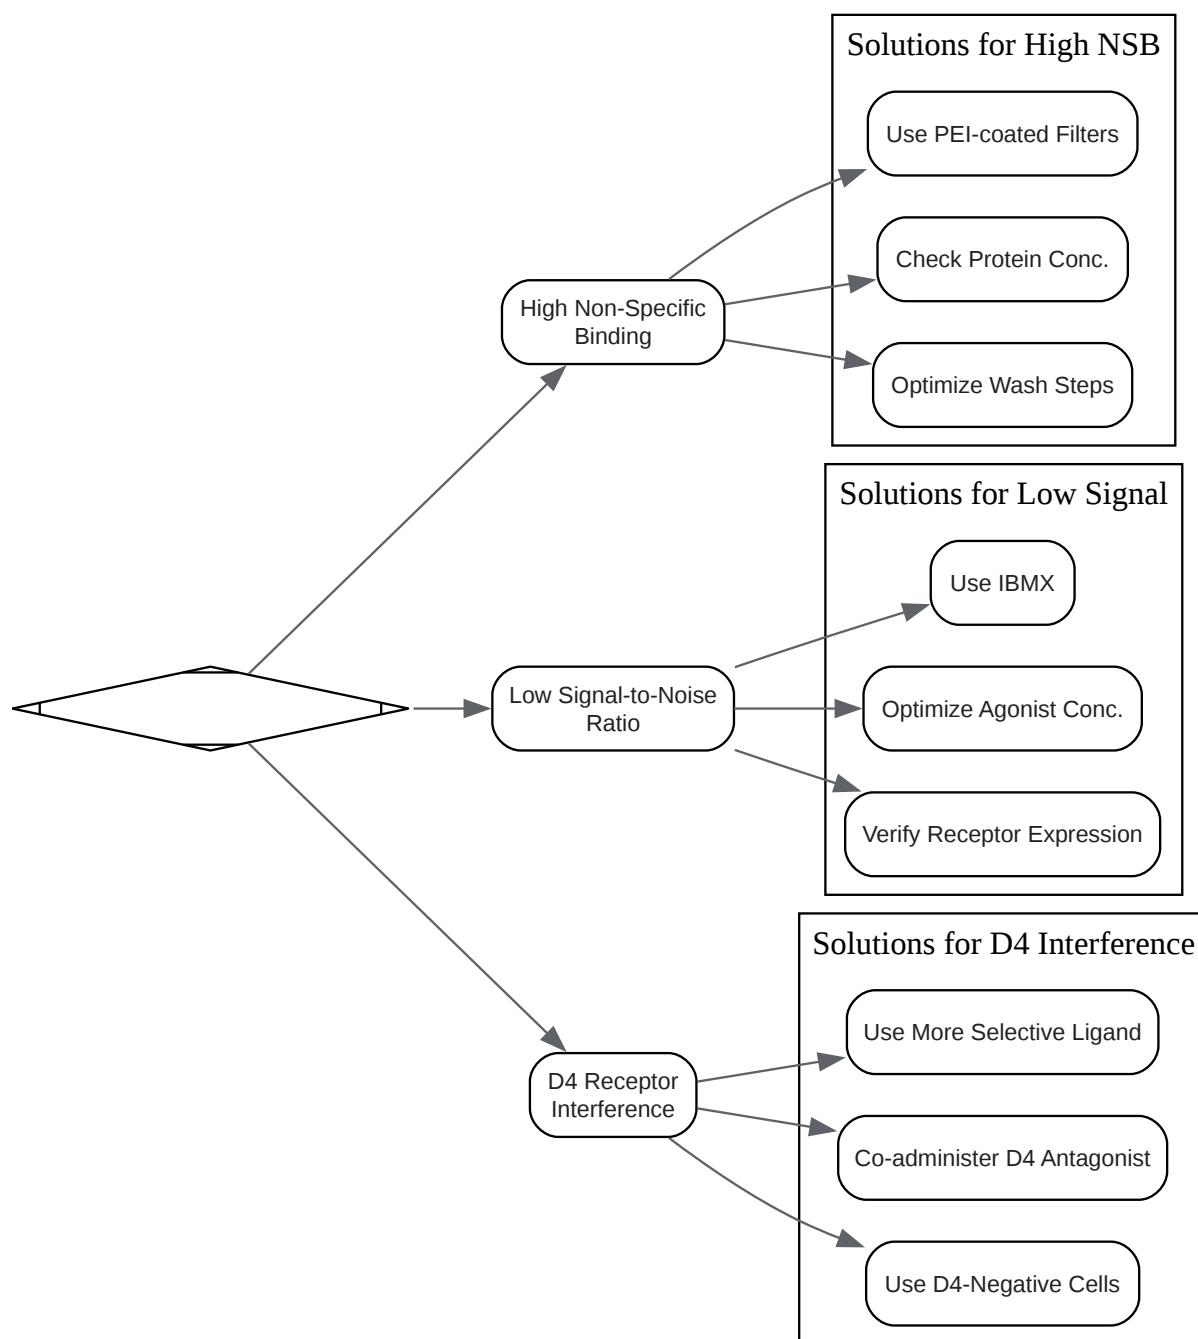 Solutions for High NSB
Use PEI-coated Filters
Check Protein Conc.
Optimize Wash Steps
High Non-Specific
Binding
Solutions for Low Signal
Use IBMX
Optimize Agonist Conc.
Verify Receptor Expression
Low Signal-to-Noise
Ratio
Solutions for D4 Interference
Use More Selective Ligand
Co-administer D4 Antagonist
Use D4-Negative Cells
D4 Receptor
Interference